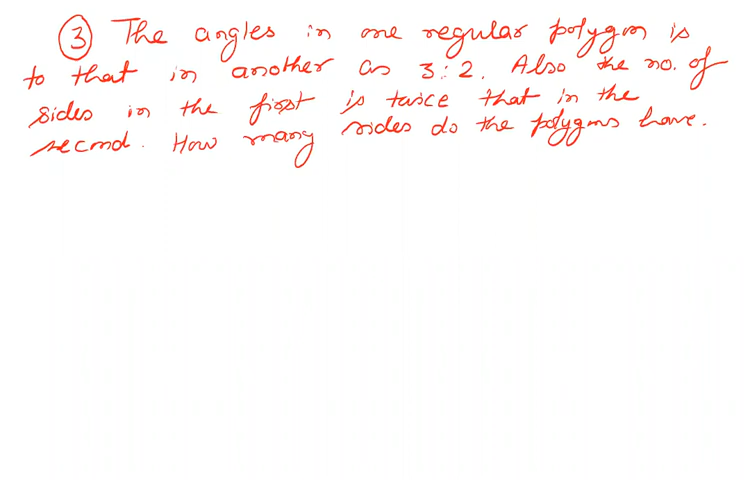 ③ The angles in one regular polygon is
to that in another as 3:2. Also the no. of
sides in the first is twice that in the
second. How many sides do the polygons have.